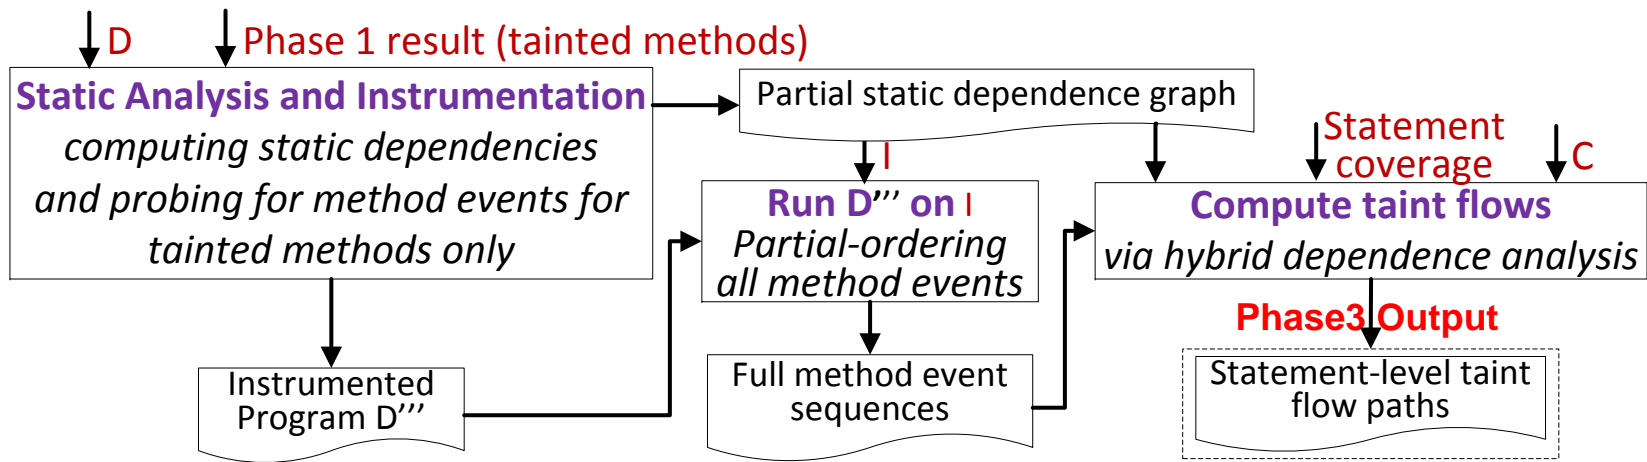 D
Phase 1 result (tainted methods)
Static Analysis and Instrumentation
computing static dependencies
and probing for method events for
tainted methods only
Instrumented
Program D’’’
Partial static dependence graph
I
Run D’’’ on I
Partial-ordering
all method events
Full method event
sequences
Statement
coverage
C
Compute taint flows
via hybrid dependence analysis
Phase3 Output
Statement-level taint
flow paths